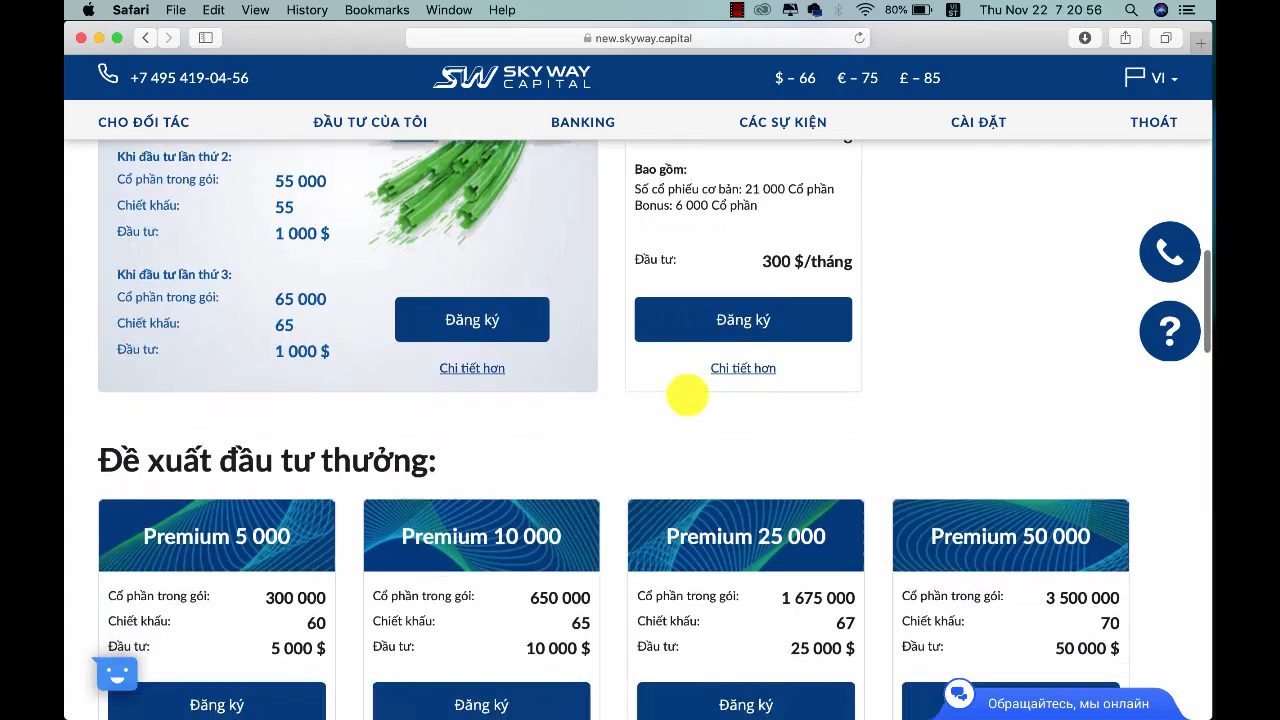 Safari File Edit View History Bookmarks Window Help 80% VI ST Thu Nov 22 7 20 56
new.skyway.capital
+7 495 419-04-56 SW SKY WAY CAPITAL $ – 66 € – 75 £ – 85 VI
CHO ĐỐI TÁC ĐẦU TƯ CỦA TÔI BANKING CÁC SỰ KIỆN CÀI ĐẶT THOÁT
Khi đầu tư lần thứ 2:
Cổ phần trong gói: 55 000
Chiết khấu: 55
Đầu tư: 1 000 $
Khi đầu tư lần thứ 3:
Cổ phần trong gói: 65 000
Chiết khấu: 65
Đầu tư: 1 000 $
Đăng ký
Chi tiết hơn
Bao gồm:
Số cổ phiếu cơ bản: 21 000 Cổ phần
Bonus: 6 000 Cổ phần
Đầu tư: 300 $/tháng
Đăng ký
Chi tiết hơn
?
Đề xuất đầu tư thưởng:
Premium 5 000
Cổ phần trong gói: 300 000
Chiết khấu: 60
Đầu tư: 5 000 $
Đăng ký
Premium 10 000
Cổ phần trong gói: 650 000
Chiết khấu: 65
Đầu tư: 10 000 $
Đăng ký
Premium 25 000
Cổ phần trong gói: 1 675 000
Chiết khấu: 67
Đầu tư: 25 000 $
Đăng ký
Premium 50 000
Cổ phần trong gói: 3 500 000
Chiết khấu: 70
Đầu tư: 50 000 $
Обращайтесь, мы онлайн